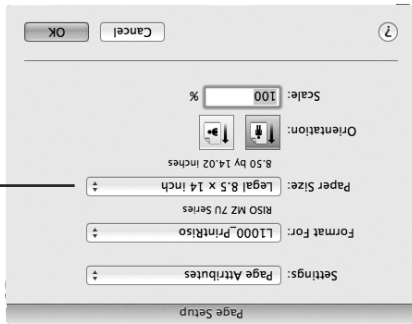 Page Setup
Settings: Page Attributes
Format For: L1000_PrintRiso
RISO MZ 7U Series
Paper Size: Legal 8.5 x 14 inch
8.50 by 14.02 inches
Orientation:
Scale: 100 %
? Cancel OK